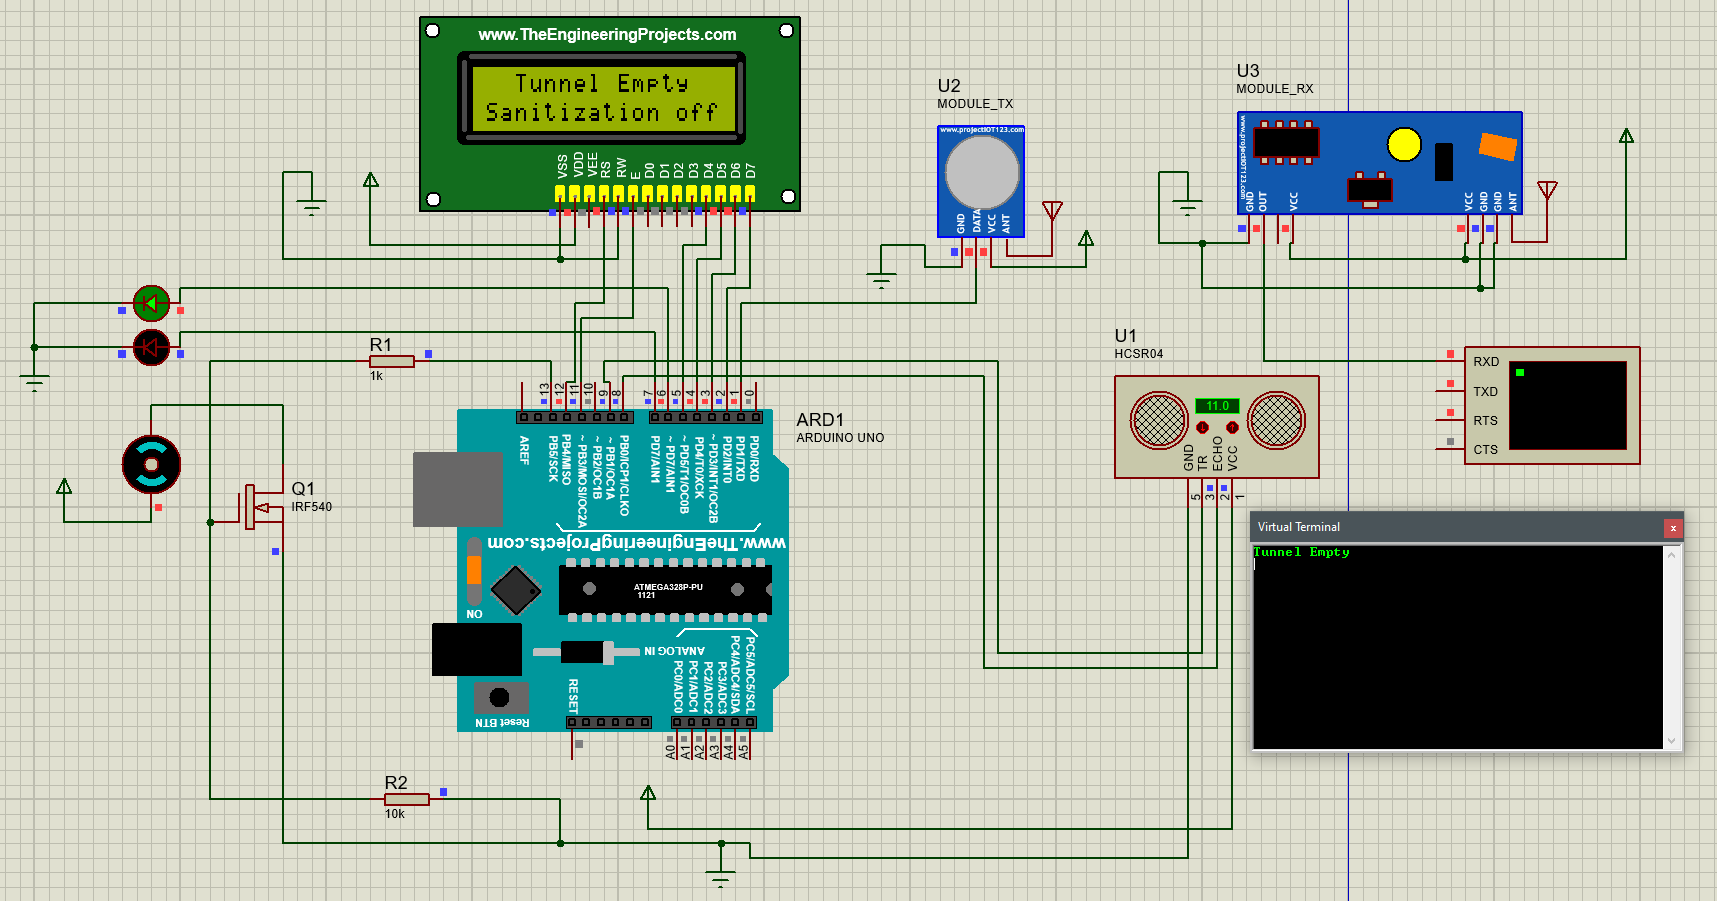 www.TheEngineeringProjects.com
Tunnel Empty
Sanitization off
VSS
VDD
VEE
RS
RW
E
D0
D1
D2
D3
D4
D5
D6
D7
U2
MODULE_TX
www.projectIOT123.com
GND
DATA
VCC
ANT
U3
MODULE_RX
www.projectIOT123.com
GND
OUT
VCC
VCC
GND
GND
ANT
R1
1k
U1
HCSR04
11.0
GND
TR
ECHO
VCC
5
3
2
1
RXD
TXD
RTS
CTS
13
12
11
10
9
8
7
6
5
4
3
2
1
0
ARD1
ARDUINO UNO
AREF
PB5/SCK
PB4/MISO
~ PB3/MOSI/OC2A
~ PB2/OC1B
~ PB1/OC1A
PB0/ICP1/CLKO
PD7/AIN1
~ PD7/AIN1
~ PD5/T1/OC0B
PD4/T0/XCK
~ PD3/INT1/OC2B
PD2/INT0
PD1/TXD
PD0/RXD
www.TheEngineeringProjects.com
ATMEGA328P-PU
1121
ON
ANALOG IN
RESET
Reset BTN
PC0/ADC0
PC1/ADC1
PC2/ADC2
PC3/ADC3
PC4/ADC4/SDA
PC5/ADC5/SCL
A0
A1
A2
A3
A4
A5
Q1
IRF540
R2
10k
Virtual Terminal
x
Tunnel Empty